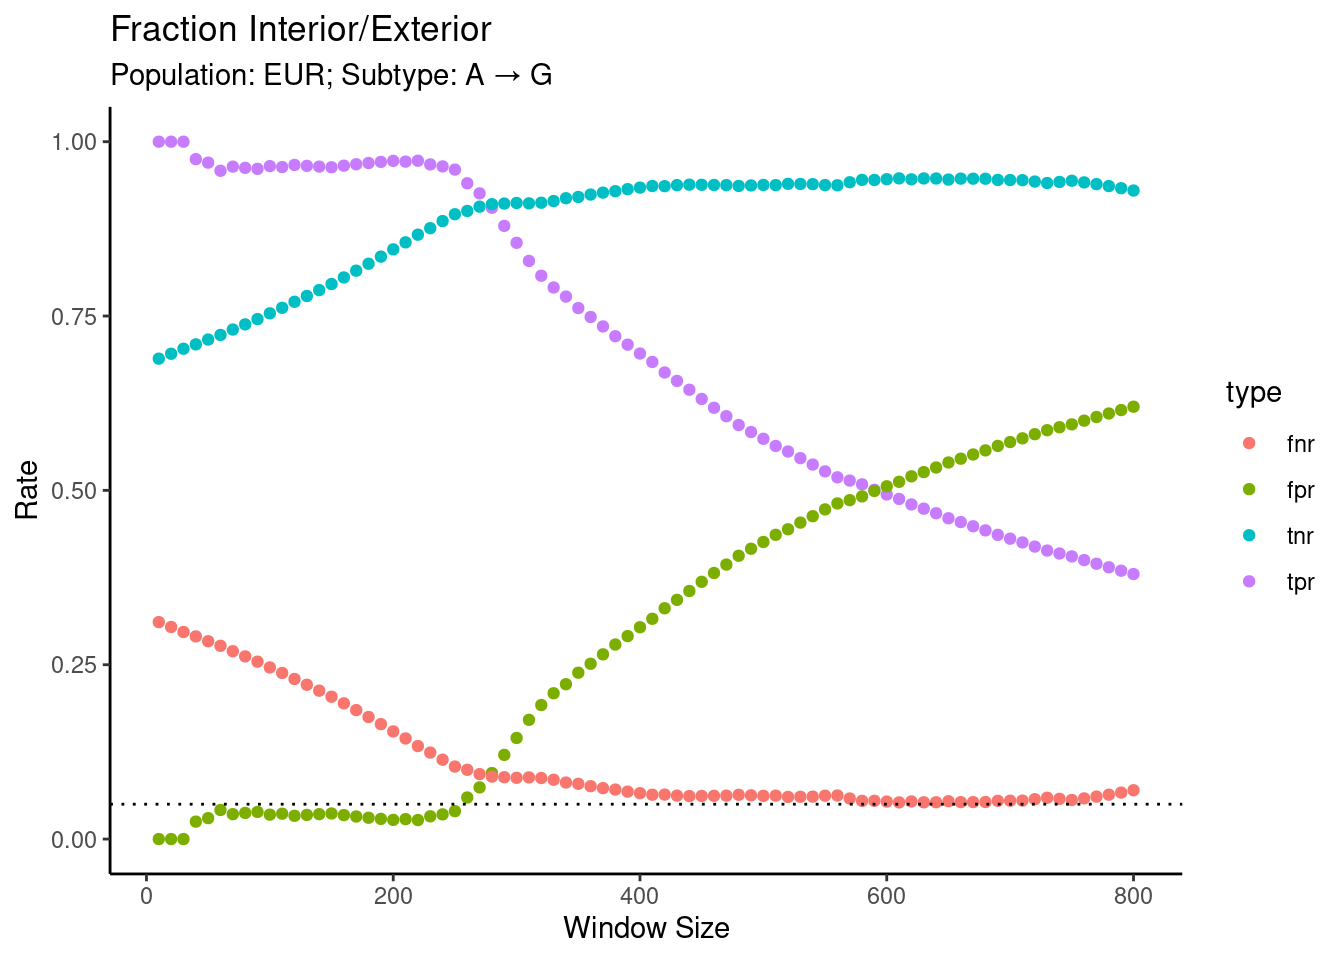 Fraction Interior/Exterior
Population: EUR; Subtype: A → G
1.00
0.75
0.50
0.25
0.00
Rate
0 200 400 600 800
Window Size
type
fnr
fpr
tnr
tpr